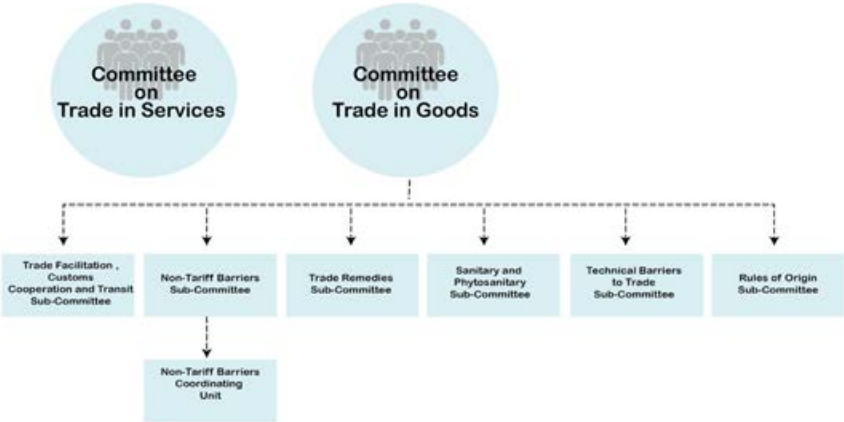 Committee
on
Trade in Services
Committee
on
Trade in Goods
Trade Facilitation ,
Customs
Cooperation and Transit
Sub-Committee
Non-Tariff Barriers
Sub-Committee
Trade Remedies
Sub-Committee
Sanitary and
Phytosanitary
Sub-Committee
Technical Barriers
to Trade
Sub-Committee
Rules of Origin
Sub-Committee
Non-Tariff Barriers
Coordinating
Unit